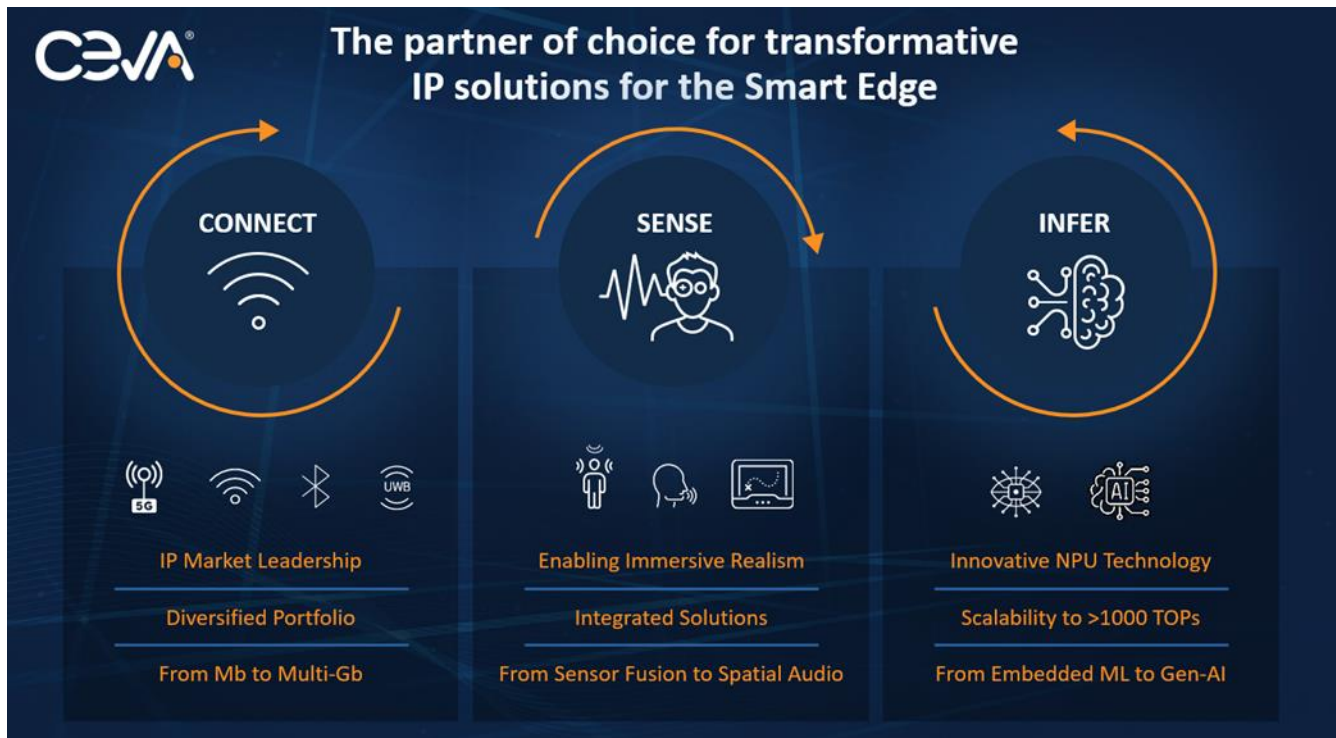 CEVA®
The partner of choice for transformative
IP solutions for the Smart Edge
CONNECT
5G
UWB
IP Market Leadership
Diversified Portfolio
From Mb to Multi-Gb
SENSE
Enabling Immersive Realism
Integrated Solutions
From Sensor Fusion to Spatial Audio
INFER
AI
Innovative NPU Technology
Scalability to >1000 TOPs
From Embedded ML to Gen-AI